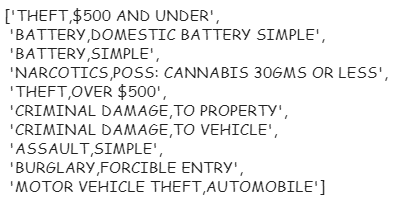 ['THEFT,$500 AND UNDER',
'BATTERY,DOMESTIC BATTERY SIMPLE',
'BATTERY,SIMPLE',
'NARCOTICS,POSS: CANNABIS 30GMS OR LESS',
'THEFT,OVER $500',
'CRIMINAL DAMAGE,TO PROPERTY',
'CRIMINAL DAMAGE,TO VEHICLE',
'ASSAULT,SIMPLE',
'BURGLARY,FORCIBLE ENTRY',
'MOTOR VEHICLE THEFT,AUTOMOBILE']